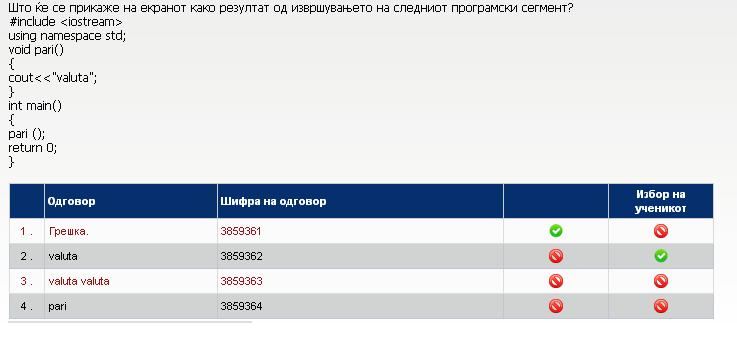 Што ќе се прикаже на екранот како резултат од извршувањето на следниот програмски сегмент?
#include <iostream>
using namespace std;
void pari()
{
cout<<"valuta";
}
int main()
{
pari ();
return 0;
}
Одговор Шифра на одговор Избор на ученикот
1 . Грешка. 3859361
2 . valuta 3859362
3 . valuta valuta 3859363
4 . pari 3859364